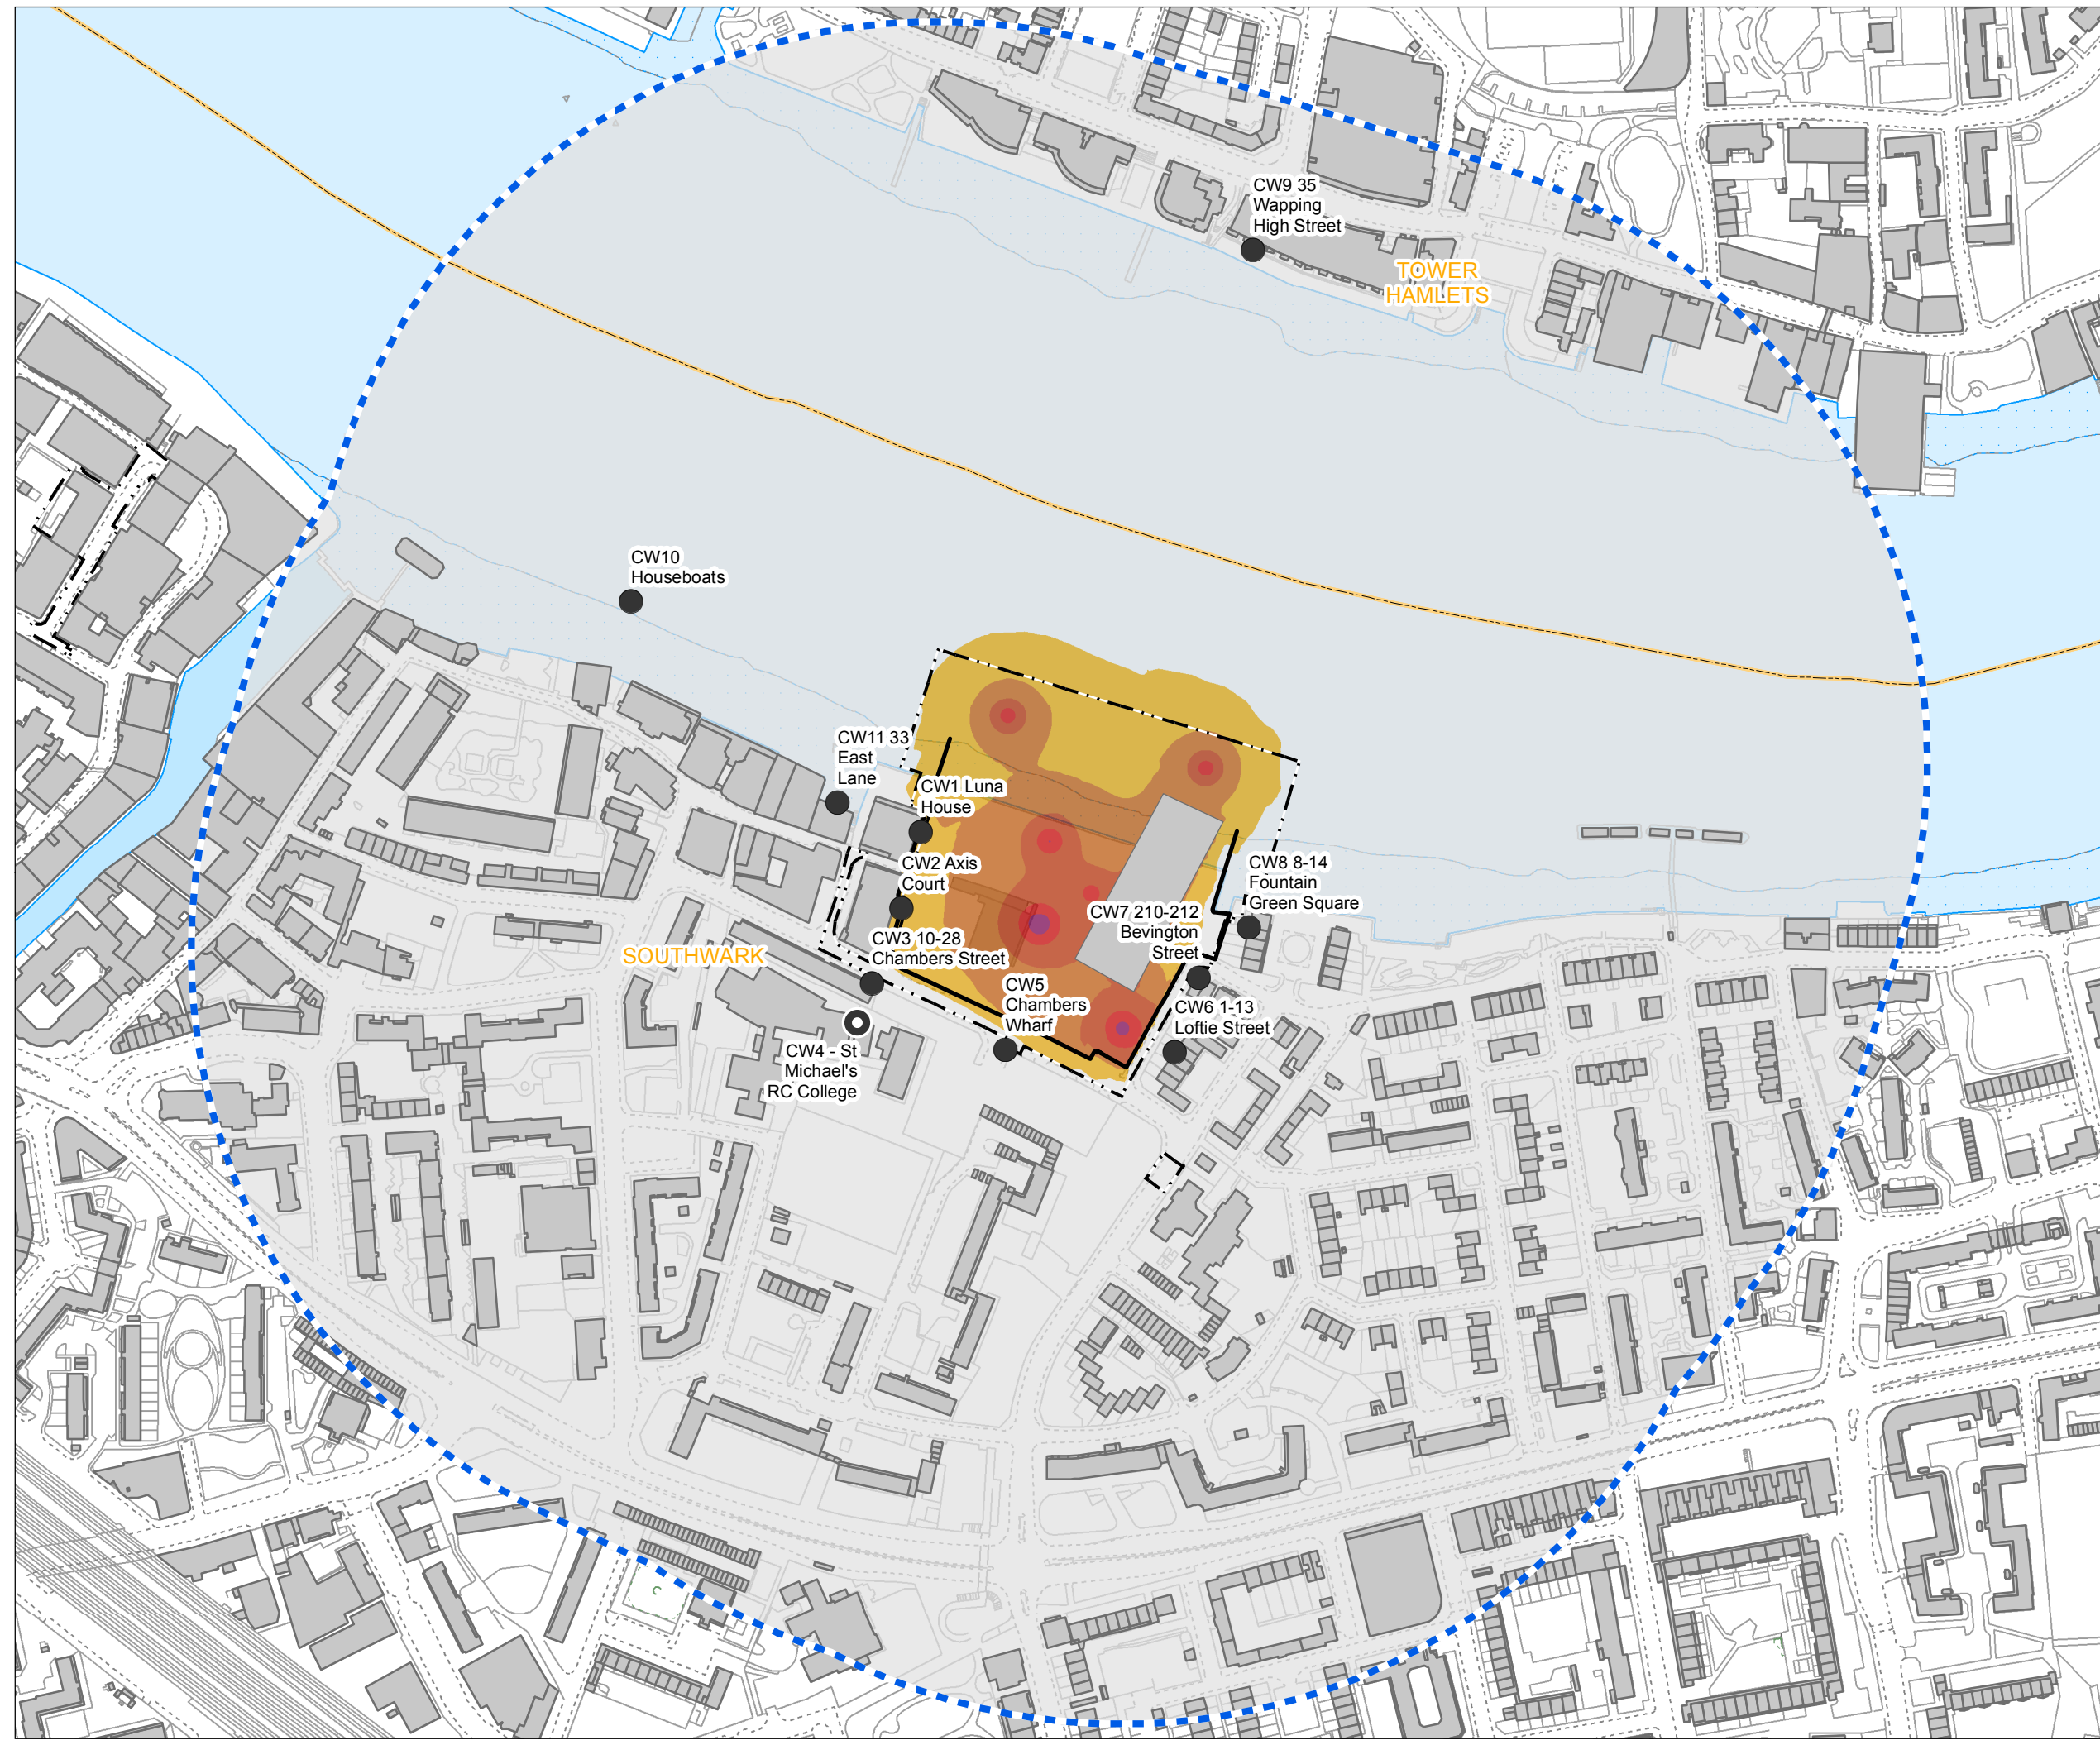 CW9 35
Wapping
High Street
TOWER
HAMLETS
CW10
Houseboats
CW11 33
East
Lane
CW1 Luna
House
CW2 Axis
Court
CW8 8-14
Fountain
Green Square
CW7 210-212
Bevington
Street
CW3 10-28
Chambers Street
SOUTHWARK
CW5
Chambers
Wharf
CW6 1-13
Loftie Street
CW4 - St
Michael's
RC College